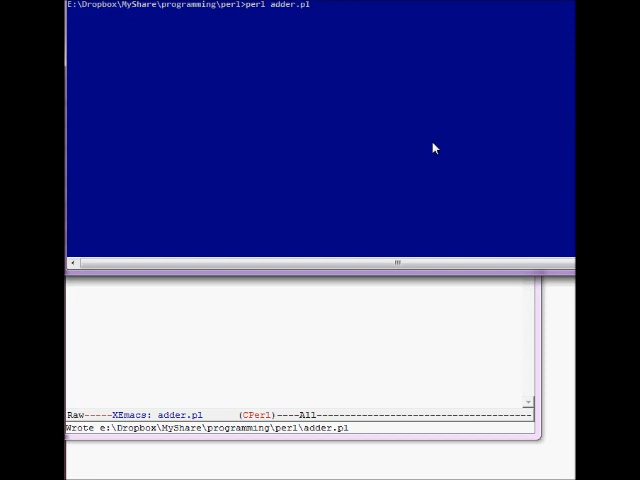 E:\Dropbox\MyShare\programming\perl>perl adder.pl
Raw-----XEmacs: adder.pl (CPerl)----All--------------------------------------
Wrote e:\Dropbox\MyShare\programming\perl\adder.pl